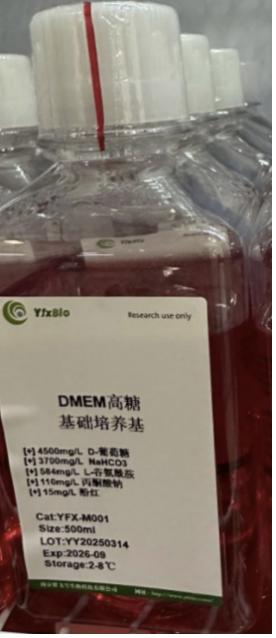 YfxBio
Research use only
DMEM高糖
基础培养基
[+] 4500mg/L D-葡萄糖
[+] 3700mg/L NaHCO3
[+] 584mg/L L-谷氨酰胺
[+] 110mg/L 丙酮酸钠
[+] 15mg/L 酚红
Cat:YFX-M001
Size:500ml
LOT:YY20250314
Exp:2026-09
Storage:2-8℃